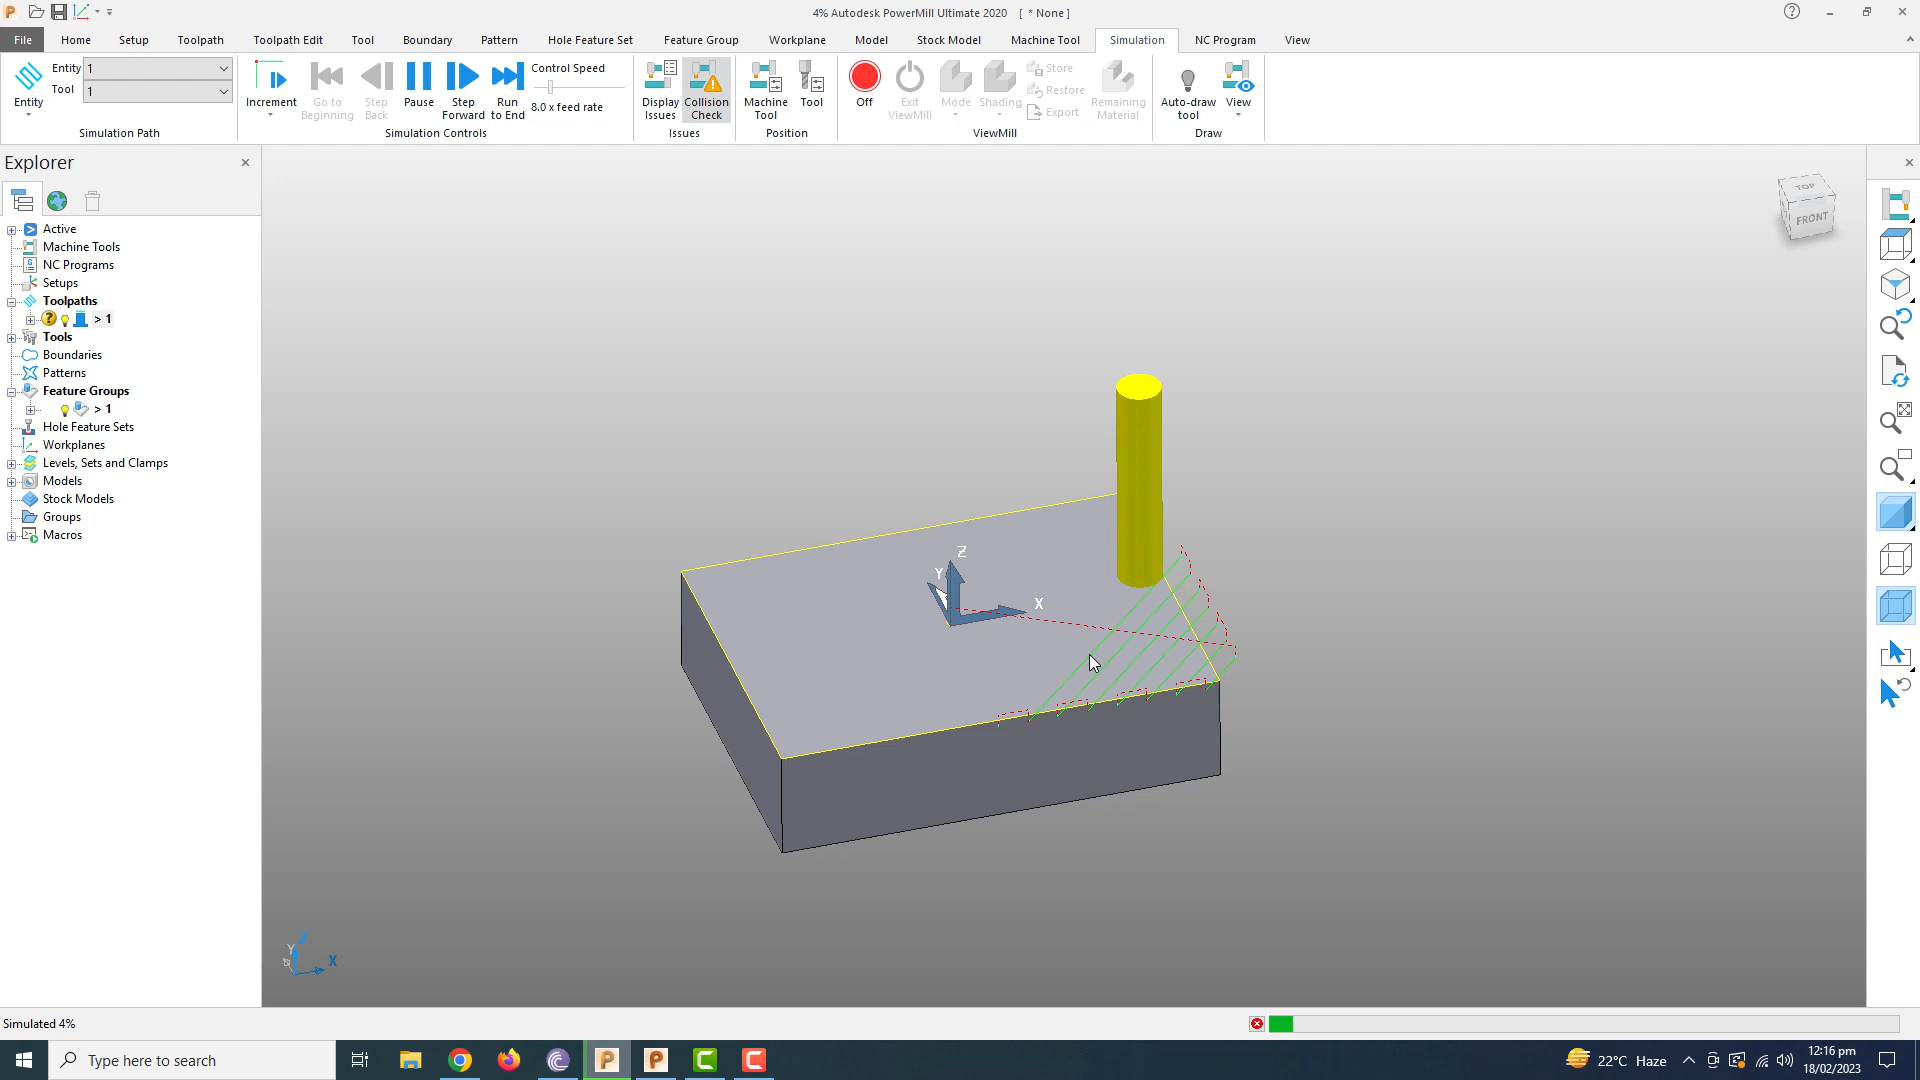 4% Autodesk PowerMill Ultimate 2020 [ * None ]
File Home Setup Toolpath Toolpath Edit Tool Boundary Pattern Hole Feature Set Feature Group Workplane Model Stock Model Machine Tool Simulation NC Program View
Entity 1
Tool 1
Entity
Simulation Path
Increment
Go to Beginning
Step Back
Pause
Step Forward
Run to End
Control Speed
8.0 x feed rate
Simulation Controls
Display Issues
Collision Check
Issues
Machine Tool
Tool
Position
Off
Exit ViewMill
Mode
Shading
Store
Restore
Export
Remaining Material
ViewMill
Auto-draw tool
View
Draw
Explorer
Active
Machine Tools
NC Programs
Setups
Toolpaths
> 1
Tools
Boundaries
Patterns
Feature Groups
> 1
Hole Feature Sets
Workplanes
Levels, Sets and Clamps
Models
Stock Models
Groups
Macros
TOP
FRONT
Z
Y
X
Z
Y
X
Simulated 4%
Type here to search
22°C Haze
12:16 pm
18/02/2023